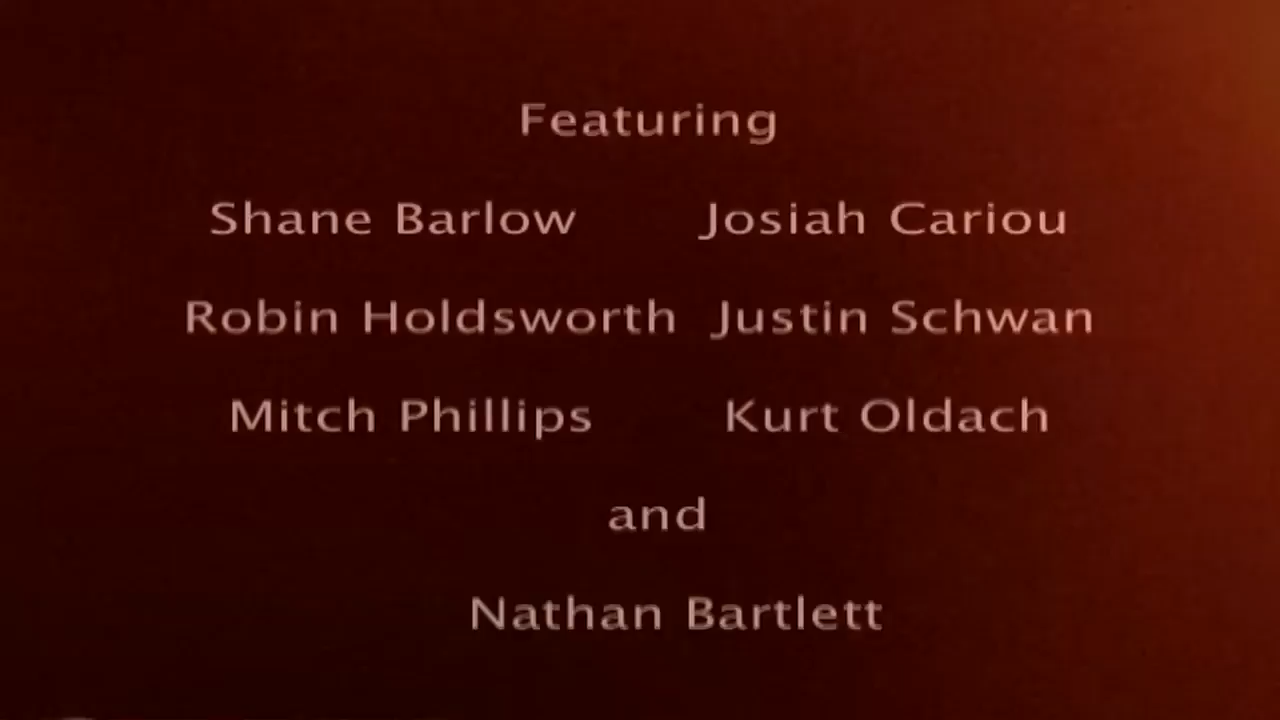 Featuring
Shane Barlow Josiah Cariou
Robin Holdsworth Justin Schwan
Mitch Phillips Kurt Oldach
and
Nathan Bartlett